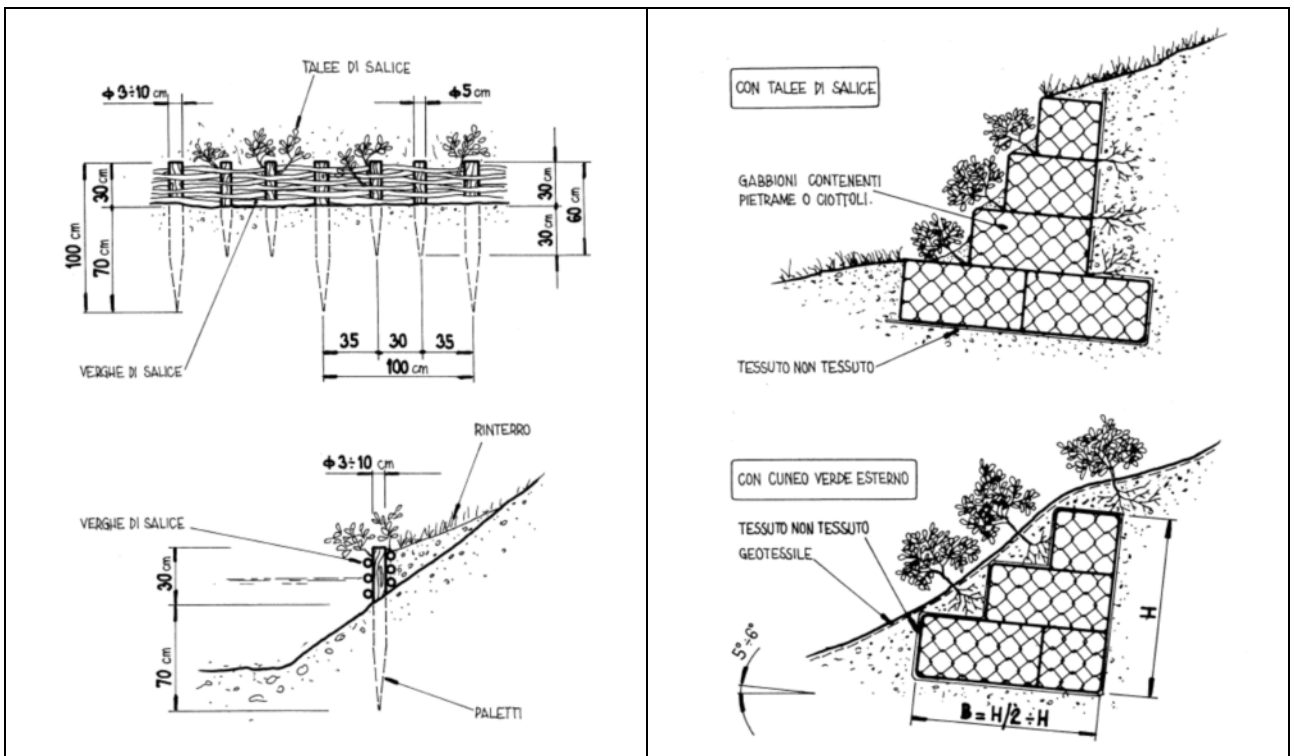 TALEE DI SALICE
ϕ 3÷10 cm
ϕ 5 cm
30 cm
100 cm
70 cm
30 cm
30 cm
60 cm
35
30
35
100 cm
VERGHE DI SALICE
RINTERRO
ϕ 3÷10 cm
VERGHE DI SALICE
30 cm
70 cm
PALETTI
CON TALEE DI SALICE
GABBIONI CONTENENTI
PIETRAME O CIOTTOLI.
TESSUTO NON TESSUTO
CON CUNEO VERDE ESTERNO
TESSUTO NON TESSUTO
GEOTESSILE
H
5°÷6°
B = H/2 ÷ H